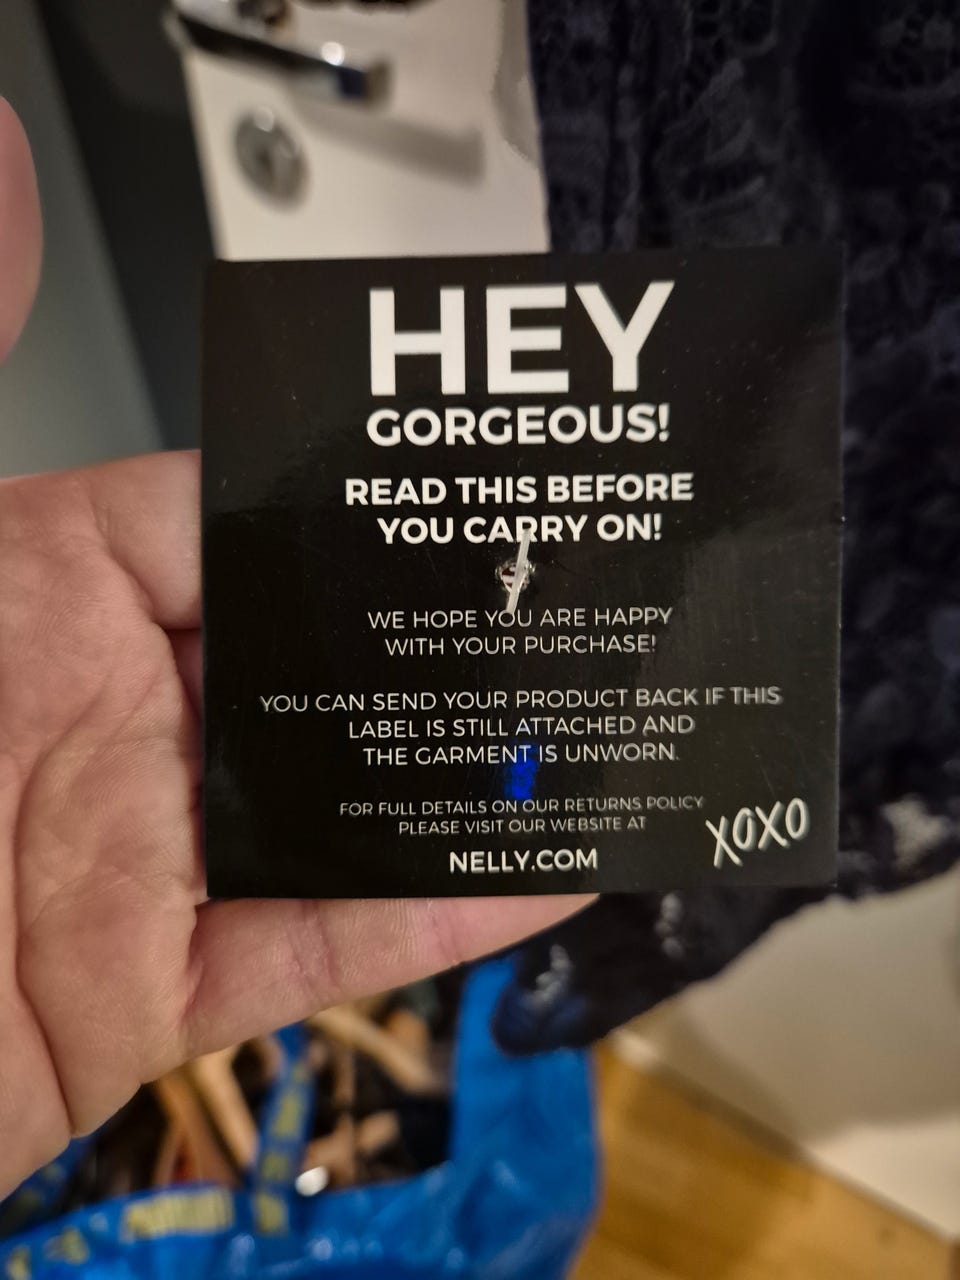 HEY
GORGEOUS!
READ THIS BEFORE
YOU CARRY ON!
WE HOPE YOU ARE HAPPY
WITH YOUR PURCHASE!
YOU CAN SEND YOUR PRODUCT BACK IF THIS
LABEL IS STILL ATTACHED AND
THE GARMENT IS UNWORN.
FOR FULL DETAILS ON OUR RETURNS POLICY
PLEASE VISIT OUR WEBSITE AT
NELLY.COM
XOXO